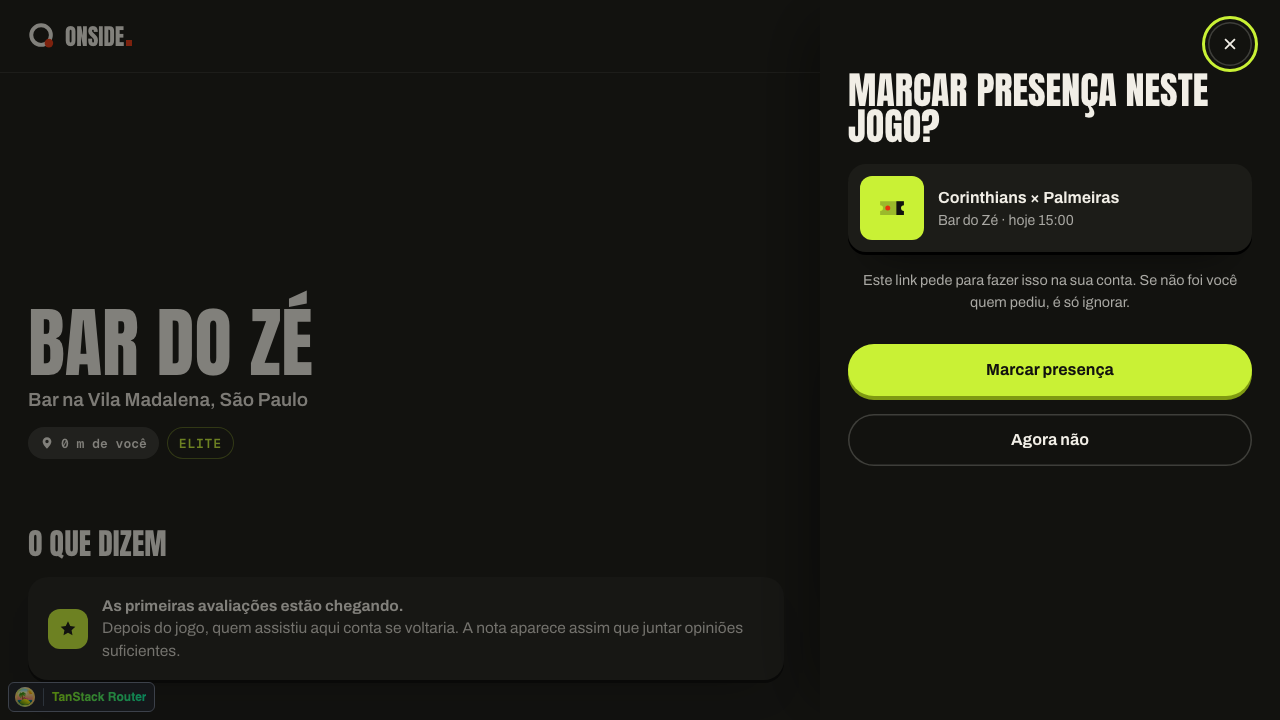 ONSIDE.
BAR DO ZÉ
Bar na Vila Madalena, São Paulo
0 m de você
ELITE
O QUE DIZEM
As primeiras avaliações estão chegando.
Depois do jogo, quem assistiu aqui conta se voltaria. A nota aparece assim que juntar opiniões
suficientes.
TanStack Router
MARCAR PRESENÇA NESTE
JOGO?
Corinthians × Palmeiras
Bar do Zé · hoje 15:00
Este link pede para fazer isso na sua conta. Se não foi você
quem pediu, é só ignorar.
Marcar presença
Agora não